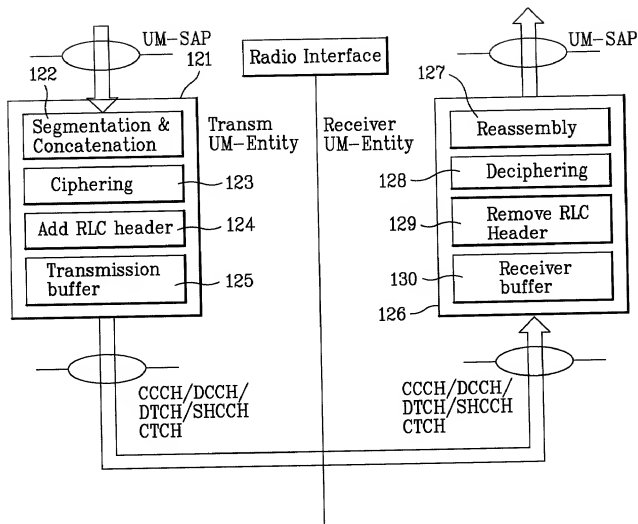 UM-SAP
121
122
Segmentation &
Concatenation
Ciphering
123
Add RLC header
124
Transmission
buffer
125
Transm
UM-Entity
Radio Interface
Receiver
UM-Entity
UM-SAP
127
Reassembly
128
Deciphering
129
Remove RLC
Header
130
Receiver
buffer
126
CCCH/DCCH/
DTCH/SHCCH
CTCH
CCCH/DCCH/
DTCH/SHCCH
CTCH